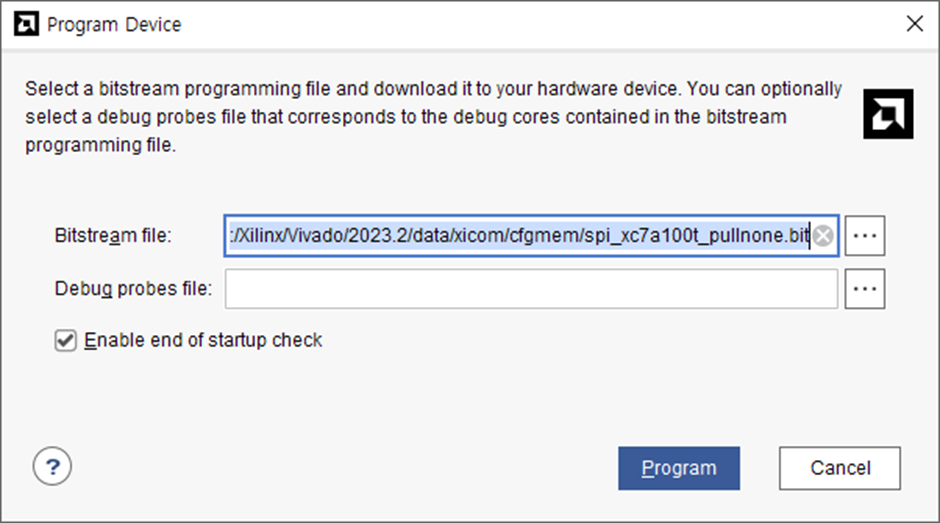 Program Device
Select a bitstream programming file and download it to your hardware device. You can optionally
select a debug probes file that corresponds to the debug cores contained in the bitstream
programming file.
Bitstream file: :/Xilinx/Vivado/2023.2/data/xicom/cfgmem/spi_xc7a100t_pullnone.bit ...
Debug probes file: ...
Enable end of startup check
? Program Cancel